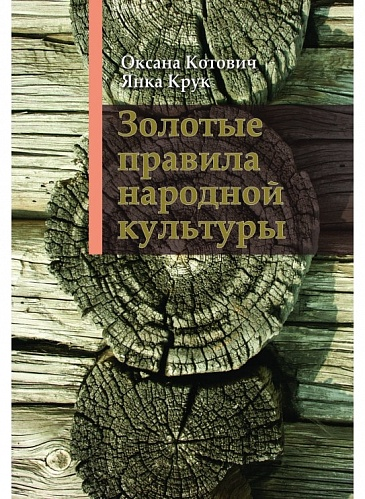 Оксана Котович
Янка Крук
Золотые
правила
народной
культуры